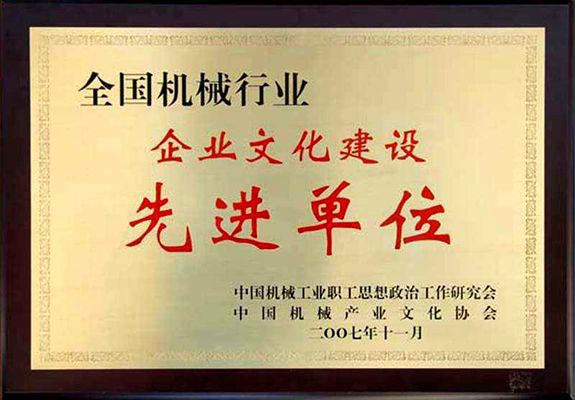 全国机械行业
企业文化建设
先进单位
中国机械工业职工思想政治工作研究会
中国机械产业文化协会
二〇〇七年十一月